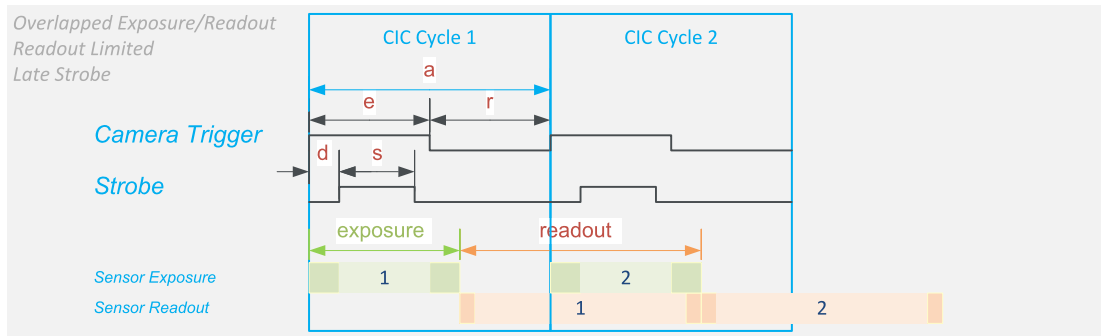 Overlapped Exposure/Readout
Readout Limited
Late Strobe
CIC Cycle 1
CIC Cycle 2
a
e
r
Camera Trigger
d
s
Strobe
exposure
readout
Sensor Exposure
1
2
Sensor Readout
1
2